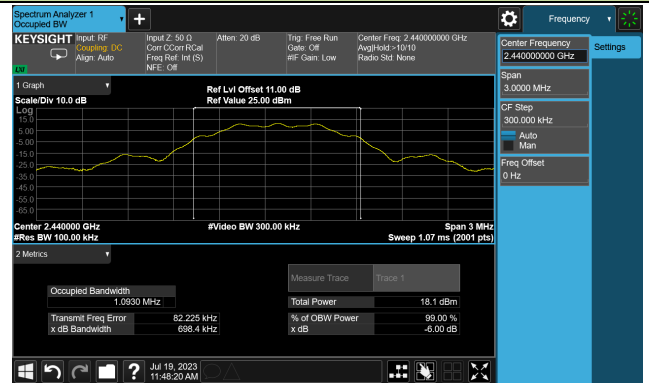 Spectrum Analyzer 1
Occupied BW
+
Frequency
KEYSIGHT
Input: RF
Coupling: DC
Align: Auto
Input Z: 50 Ω
Corr CCorr RCal
Freq Ref: Int (S)
NFE: Off
Atten: 20 dB
Trig: Free Run
Gate: Off
#IF Gain: Low
Center Freq: 2.440000000 GHz
Avg|Hold:>10/10
Radio Std: None
LXI
1 Graph
Scale/Div 10.0 dB
Ref Lvl Offset 11.00 dB
Ref Value 25.00 dBm
Log
15.0
5.00
-5.00
-15.0
-25.0
-35.0
-45.0
-55.0
-65.0
Center 2.440000 GHz
#Res BW 100.00 kHz
#Video BW 300.00 kHz
Span 3 MHz
Sweep 1.07 ms (2001 pts)
2 Metrics
Measure Trace
Trace 1
Occupied Bandwidth
1.0930 MHz
Total Power
18.1 dBm
Transmit Freq Error
82.225 kHz
% of OBW Power
99.00 %
x dB Bandwidth
698.4 kHz
x dB
-6.00 dB
Center Frequency
2.440000000 GHz
Settings
Span
3.0000 MHz
CF Step
300.000 kHz
Auto
Man
Freq Offset
0 Hz
?
Jul 19, 2023
11:48:20 AM